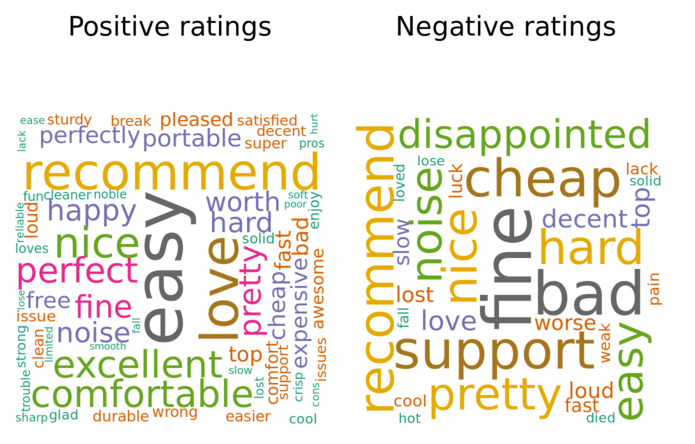 Positive ratings
Negative ratings
ease
sturdy
break
pleased
satisfied
hurt
lack
perfectly
portable
decent
super
pros
recommend
fun
cleaner
noble
easy
worth
soft
poor
enjoy
reliable
loud
happy
hard
loves
nice
love
pretty
solid
fast
bad
perfect
cheap
expensive
awesome
lose
free
fine
issue
noise
fall
strong
clean
limited
smooth
excellent
top
comfort
support
issues
slow
trouble
comfortable
lost
crisp
cons
sharp
glad
durable
wrong
easier
cool
recommend
disappointed
loved
lose
noise
luck
cheap
lack
solid
slow
nice
fine
decent
top
hard
lost
bad
pain
fall
love
worse
weak
support
easy
cool
pretty
loud
fast
hot
died